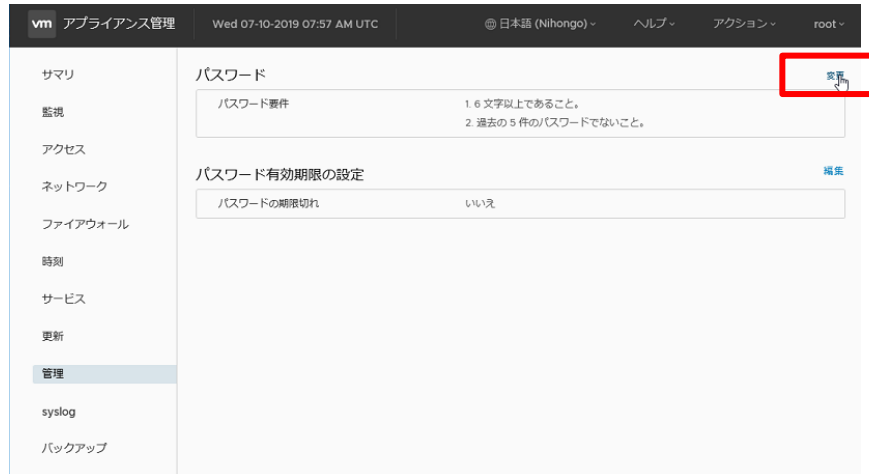 vm アプライアンス管理 Wed 07-10-2019 07:57 AM UTC 日本語 (Nihongo) ヘルプ アクション root
サマリ
監視
アクセス
ネットワーク
ファイアウォール
時刻
サービス
更新
管理
syslog
バックアップ
パスワード 変更
パスワード要件 1. 6 文字以上であること。
2. 過去の 5 件のパスワードでないこと。
パスワード有効期限の設定 編集
パスワードの期限切れ いいえ